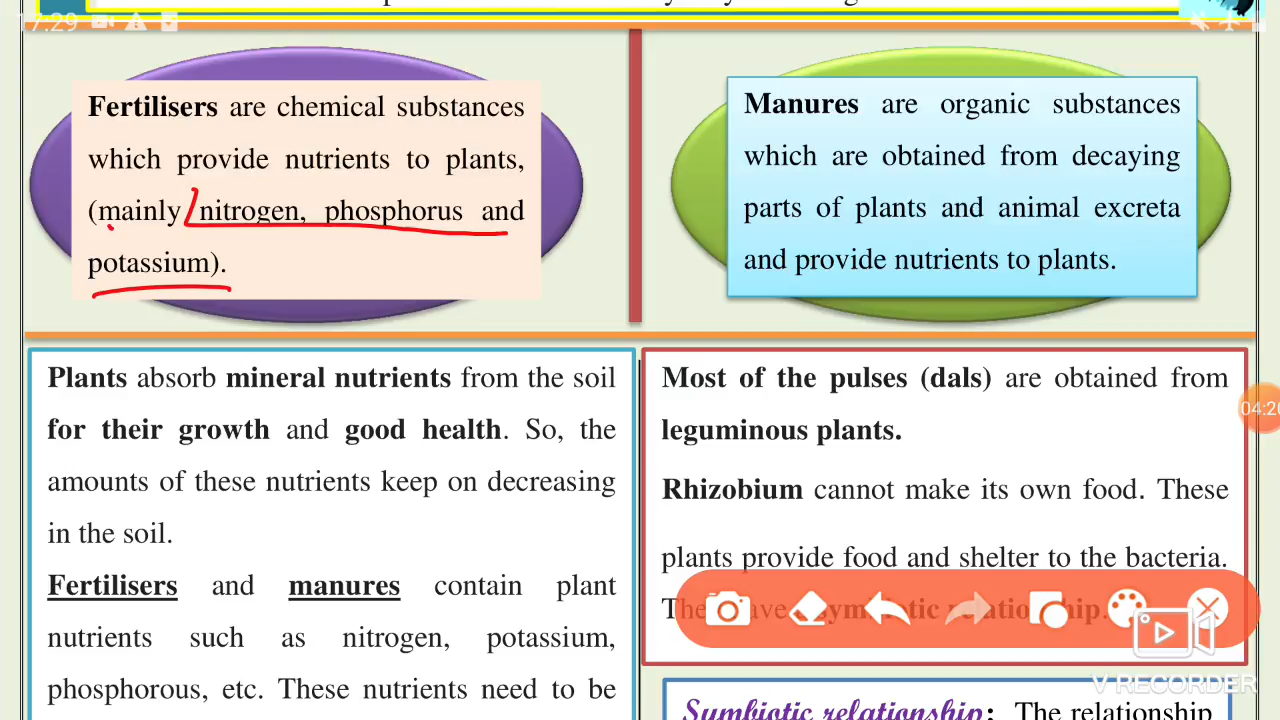 17:29
Fertilisers are chemical substances
which provide nutrients to plants,
(mainly nitrogen, phosphorus and
potassium).
Manures are organic substances
which are obtained from decaying
parts of plants and animal excreta
and provide nutrients to plants.
Plants absorb mineral nutrients from the soil
for their growth and good health. So, the
amounts of these nutrients keep on decreasing
in the soil.
Fertilisers and manures contain plant
nutrients such as nitrogen, potassium,
phosphorous, etc. These nutrients need to be
Most of the pulses (dals) are obtained from
leguminous plants.
Rhizobium cannot make its own food. These
plants provide food and shelter to the bacteria.
symbiotic relationship.
Symbiotic relationship: The relationship
V RECORDER